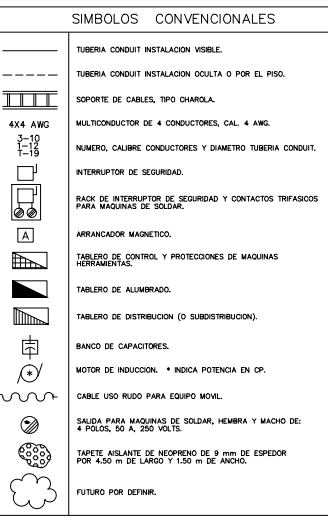 SIMBOLOS CONVENCIONALES
TUBERIA CONDUIT INSTALACION VISIBLE.
TUBERIA CONDUIT INSTALACION OCULTA O POR EL PISO.
SOPORTE DE CABLES, TIPO CHAROLA.
4X4 AWG
MULTICONDUCTOR DE 4 CONDUCTORES, CAL. 4 AWG.
3-10
1-12
T-19
NUMERO, CALIBRE CONDUCTORES Y DIAMETRO TUBERIA CONDUIT.
INTERRUPTOR DE SEGURIDAD.
RACK DE INTERRUPTOR DE SEGURIDAD Y CONTACTOS TRIFASICOS
PARA MAQUINAS DE SOLDAR.
A
ARRANCADOR MAGNETICO.
TABLERO DE CONTROL Y PROTECCIONES DE MAQUINAS
HERRAMIENTAS.
TABLERO DE ALUMBRADO.
TABLERO DE DISTRIBUCION (O SUBDISTRIBUCION).
BANCO DE CAPACITORES.
*
MOTOR DE INDUCCION. * INDICA POTENCIA EN CP.
CABLE USO RUDO PARA EQUIPO MOVIL.
SALIDA PARA MAQUINAS DE SOLDAR, HEMBRA Y MACHO DE:
4 POLOS, 50 A, 250 VOLTS.
TAPETE AISLANTE DE NEOPRENO DE 9 mm DE ESPEDOR
POR 4.50 m DE LARGO Y 1.50 m DE ANCHO.
FUTURO POR DEFINIR.